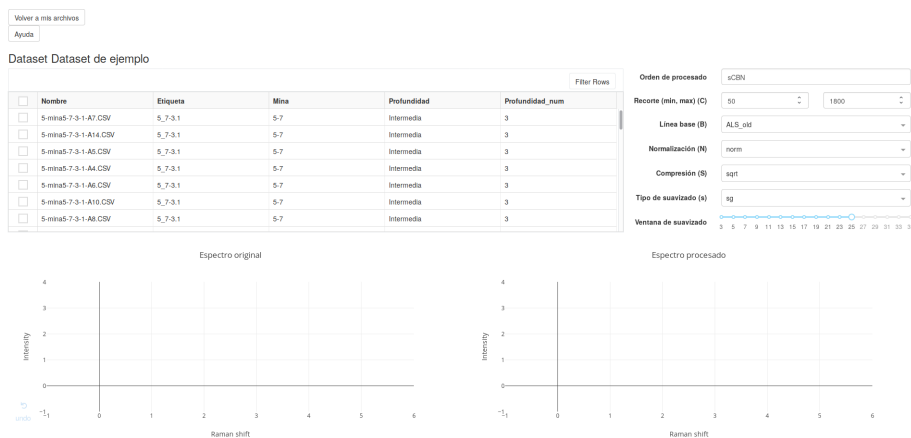 Volver a mis archivos
Ayuda
Dataset Dataset de ejemplo
Filter Rows
Nombre Etiqueta Mina Profundidad Profundidad_num
5-mina5-7-3-1-A7.CSV 5_7-3.1 5-7 Intermedia 3
5-mina5-7-3-1-A14.CSV 5_7-3.1 5-7 Intermedia 3
5-mina5-7-3-1-A5.CSV 5_7-3.1 5-7 Intermedia 3
5-mina5-7-3-1-A4.CSV 5_7-3.1 5-7 Intermedia 3
5-mina5-7-3-1-A6.CSV 5_7-3.1 5-7 Intermedia 3
5-mina5-7-3-1-A10.CSV 5_7-3.1 5-7 Intermedia 3
5-mina5-7-3-1-A8.CSV 5_7-3.1 5-7 Intermedia 3
Orden de procesado sCBN
Recorte (min, max) (C) 50 1800
Línea base (B) ALS_old
Normalización (N) norm
Compresión (S) sqrt
Tipo de suavizado (s) sg
Ventana de suavizado
3 5 7 9 11 13 15 17 19 21 23 25 27 29 31 33 3
Espectro original
4
3
2
1
0
−1
−1 0 1 2 3 4 5 6
Intensity
Raman shift
undo
Espectro procesado
4
3
2
1
0
−1
−1 0 1 2 3 4 5 6
Intensity
Raman shift